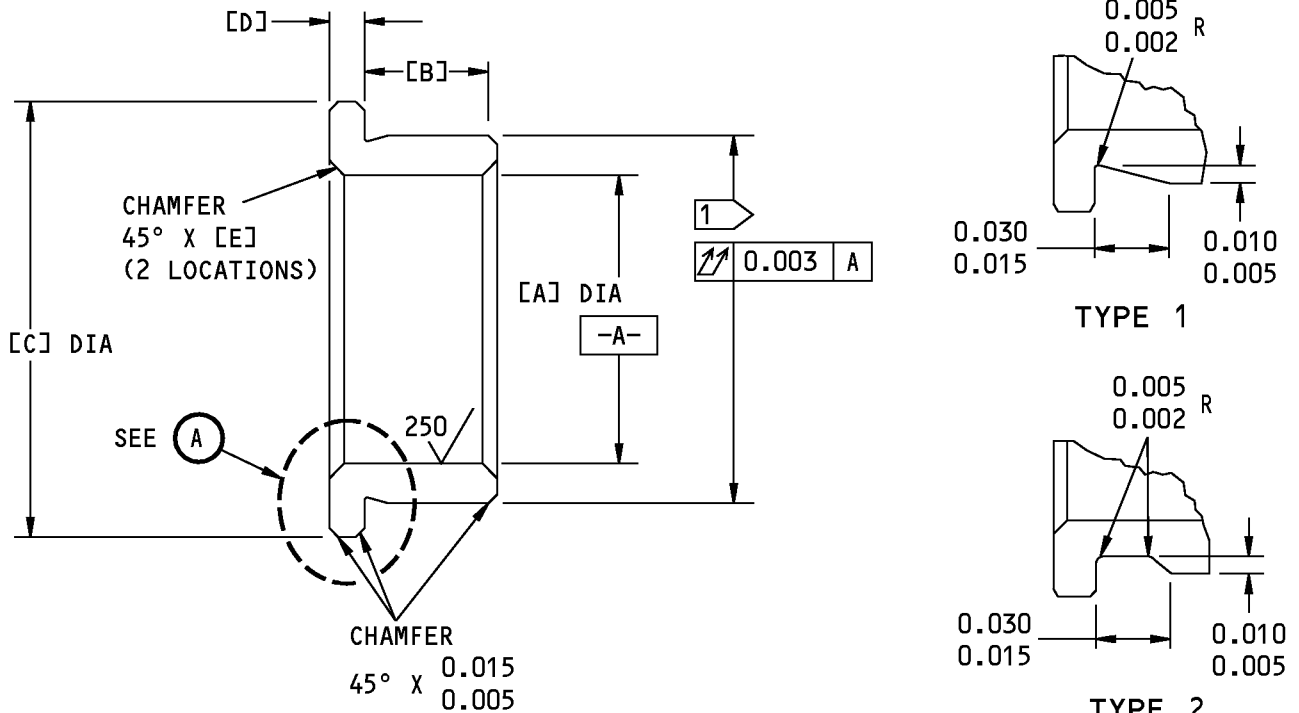 [D]
[B]
CHAMFER
45° X [E]
(2 LOCATIONS)
[C] DIA
[A] DIA
-A-
1
0.003 A
SEE A
250
CHAMFER
45° X 0.015
0.005
0.005
0.002 R
0.030
0.015
0.010
0.005
TYPE 1
0.005
0.002 R
0.030
0.015
0.010
0.005
TYPE 2